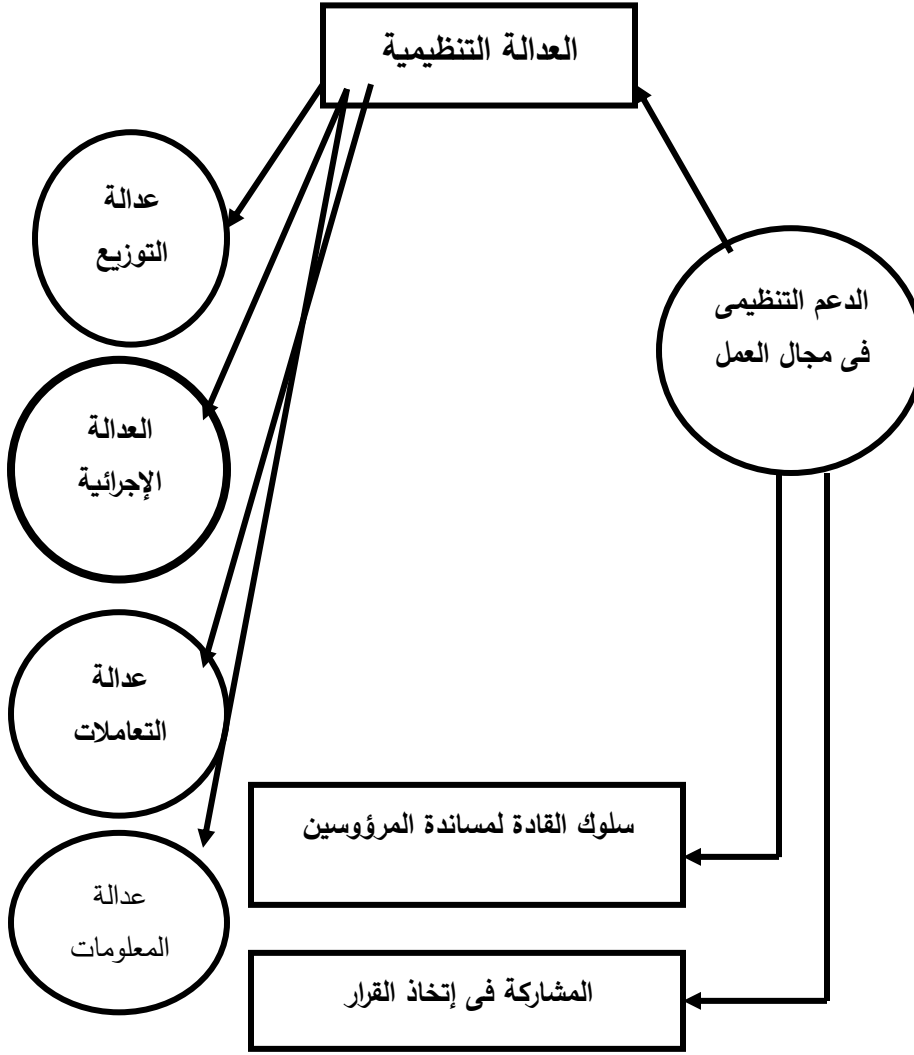 العدالة التنظيمية
عدالة
التوزيع
الدعم التنظيمى
فى مجال العمل
العدالة
الإجرائية
عدالة
التعاملات
سلوك القادة لمساندة المرؤوسين
عدالة
المعلومات
المشاركة فى إتخاذ القرار